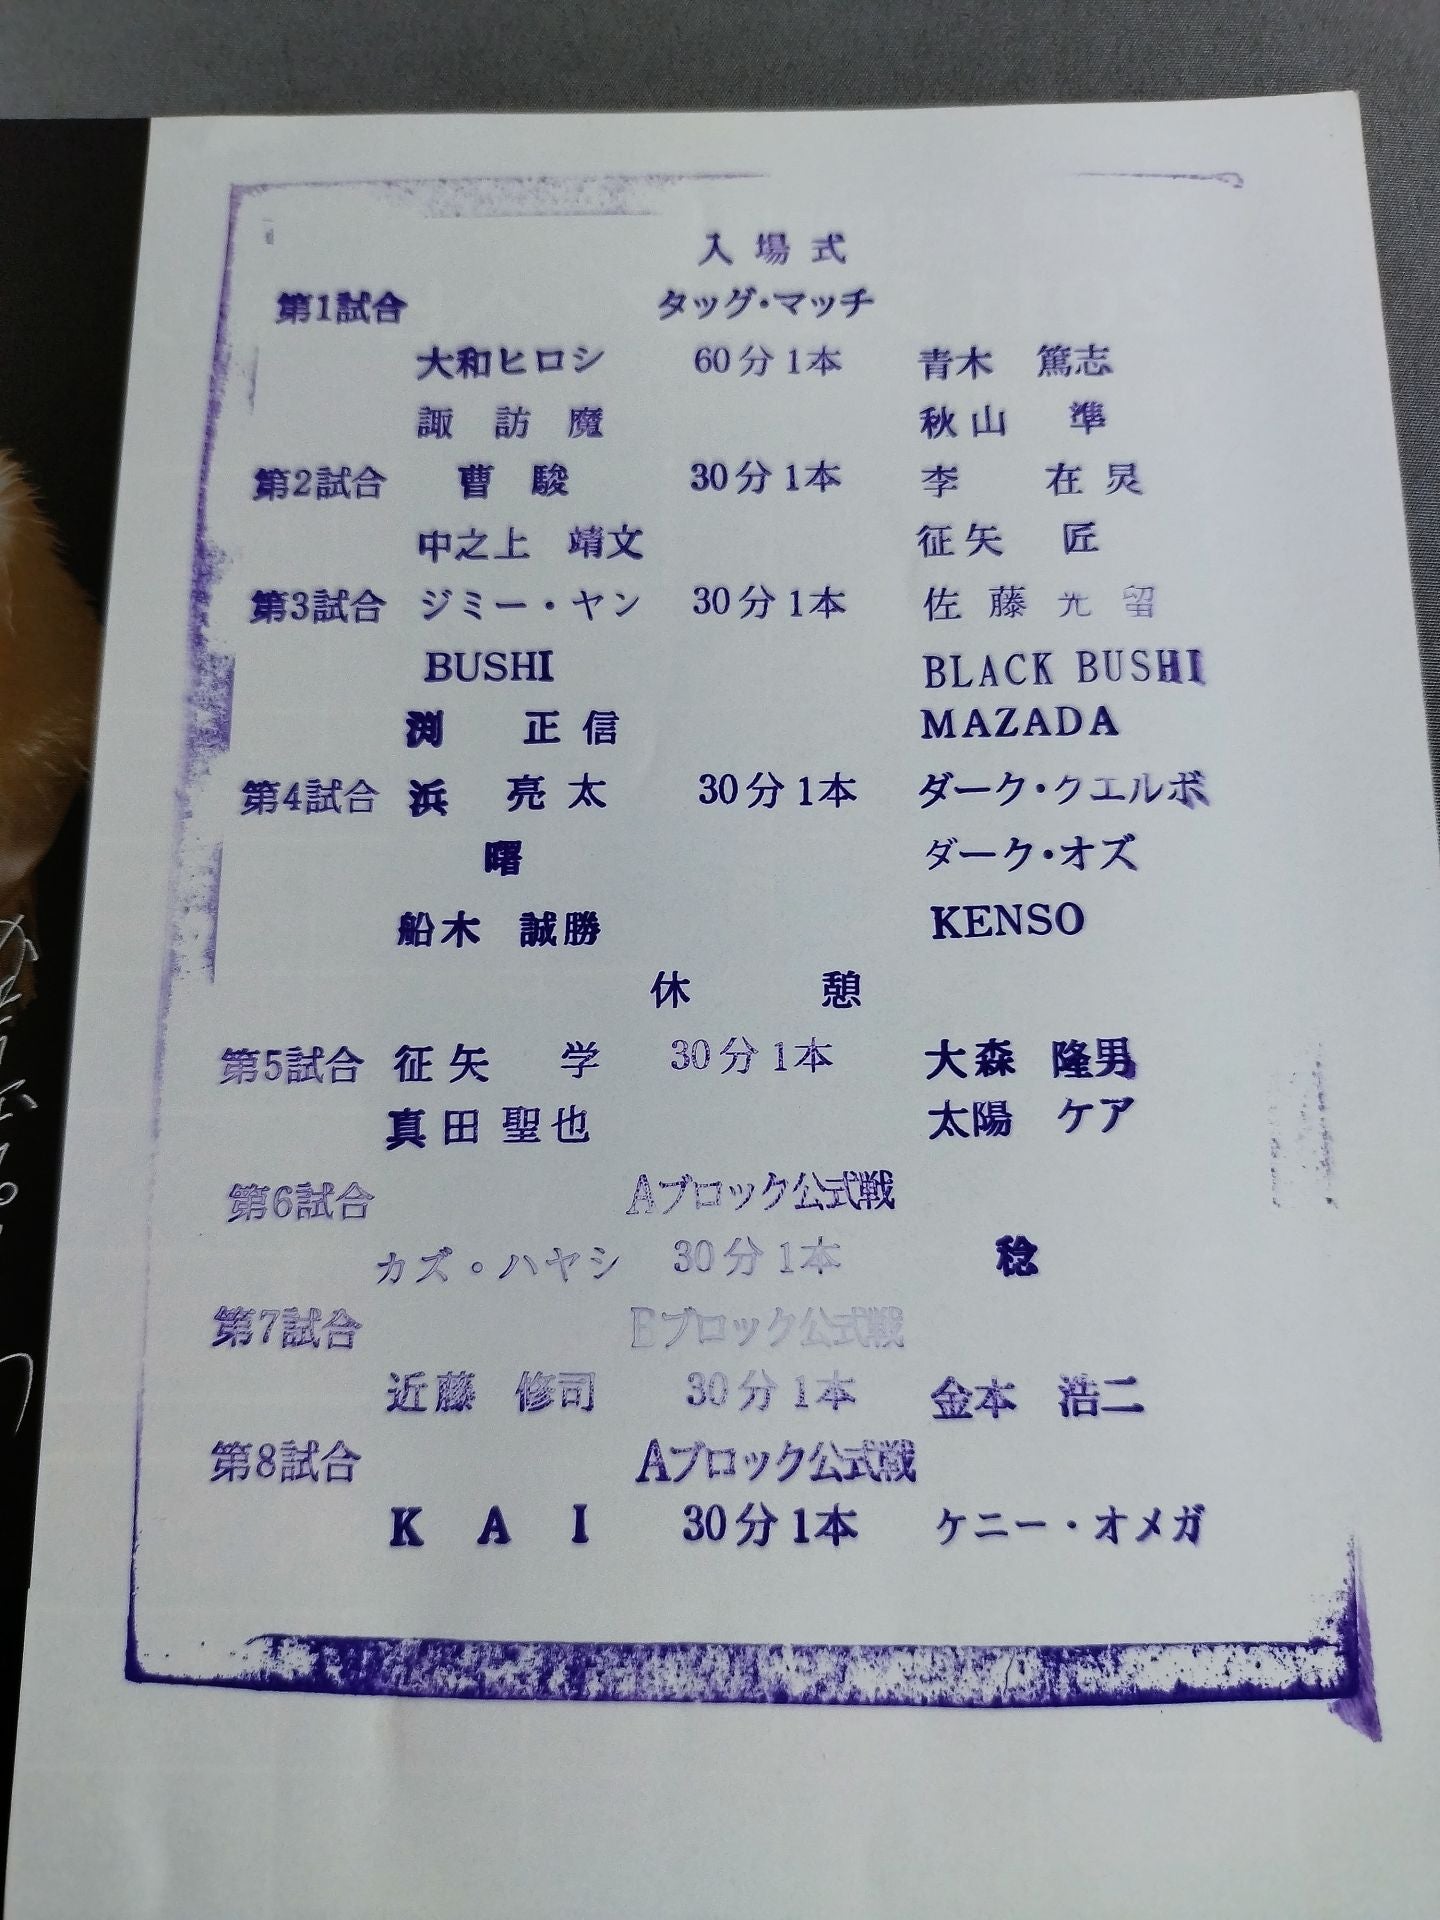 入場式
第1試合 タッグ・マッチ
大和ヒロシ 60分1本 青木 篤志
諏訪魔 秋山 準
第2試合 曹駿 30分1本 李 在炅
中之上 靖文 征矢 匠
第3試合 ジミー・ヤン 30分1本 佐藤光留
BUSHI BLACK BUSHI
渕 正信 MAZADA
第4試合 浜 亮太 30分1本 ダーク・クエルボ
曙 ダーク・オズ
船木 誠勝 KENSO
休憩
第5試合 征矢 学 30分1本 大森 隆男
真田聖也 太陽 ケア
第6試合 Aブロック公式戦
カズ・ハヤシ 30分1本 稔
第7試合 Bブロック公式戦
近藤 修司 30分1本 金本 浩二
第8試合 Aブロック公式戦
KAI 30分1本 ケニー・オメガ